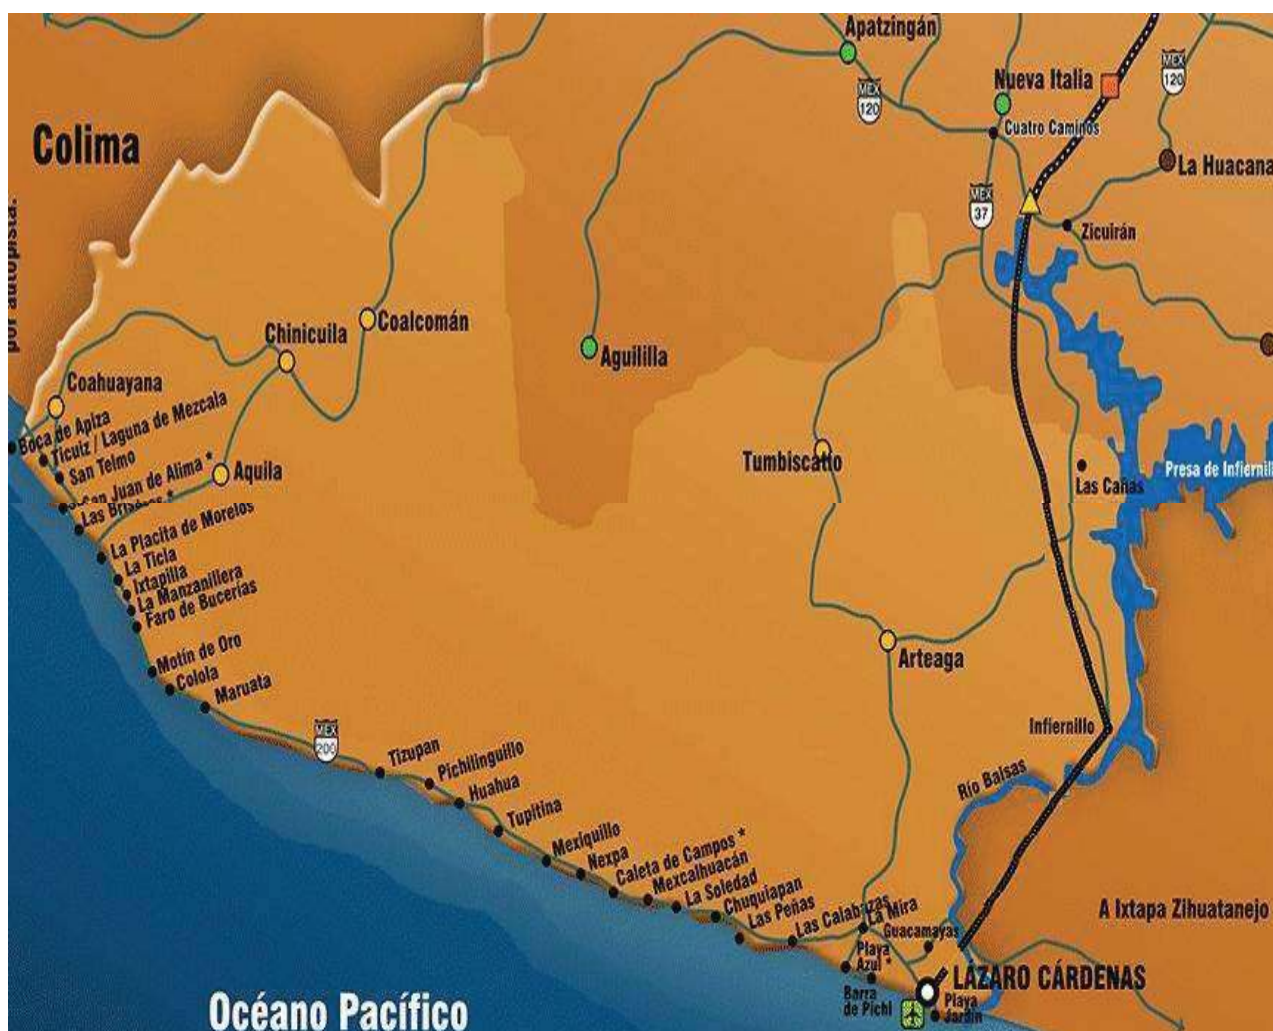 Apatzingán
MEX
120
Nueva Italia
MEX
120
Cuatro Caminos
Colima
La Huacana
por autopista.
MEX
37
Zicuirán
Chinicuila
Coalcomán
Aguililla
Coahuayana
Boca de Apiza
Ticuiz / Laguna de Mezcala
San Telmo
San Juan de Alima *
Aquila
Tumbiscatio
Presa de Infiernill
Las Cañas
La Placita de Morelos
La Ticla
Ixtapilla
La Manzanillera
Faro de Bucerías
Motín de Oro
Colola
Maruata
Arteaga
MEX
200
Infiernillo
Tizupan
Pichilinguillo
Huahua
Tupitina
Río Balsas
Mexiquillo
Nexpa
Caleta de Campos *
Mexcalhuacán
La Soledad
Chuquiapan
Las Peñas
Las Calabazas
La Mira
Guacamayas
A Ixtapa Zihuatanejo
Playa
Azul *
Barra
de Pichi
LÁZARO CÁRDENAS
Playa
Jardín
Océano Pacífico